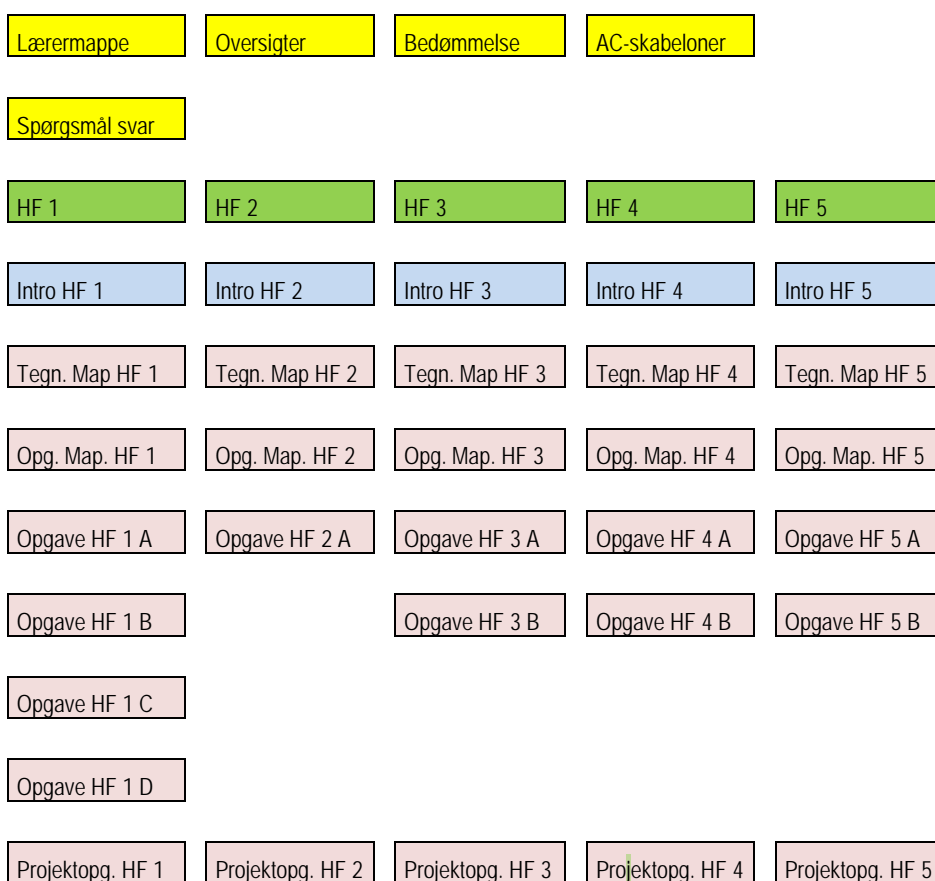 Lærermappe Oversigter Bedømmelse AC-skabeloner
Spørgsmål svar
HF 1 HF 2 HF 3 HF 4 HF 5
Intro HF 1 Intro HF 2 Intro HF 3 Intro HF 4 Intro HF 5
Tegn. Map HF 1 Tegn. Map HF 2 Tegn. Map HF 3 Tegn. Map HF 4 Tegn. Map HF 5
Opg. Map. HF 1 Opg. Map. HF 2 Opg. Map. HF 3 Opg. Map. HF 4 Opg. Map. HF 5
Opgave HF 1 A Opgave HF 2 A Opgave HF 3 A Opgave HF 4 A Opgave HF 5 A
Opgave HF 1 B Opgave HF 3 B Opgave HF 4 B Opgave HF 5 B
Opgave HF 1 C
Opgave HF 1 D
Projektopg. HF 1 Projektopg. HF 2 Projektopg. HF 3 Projektopg. HF 4 Projektopg. HF 5